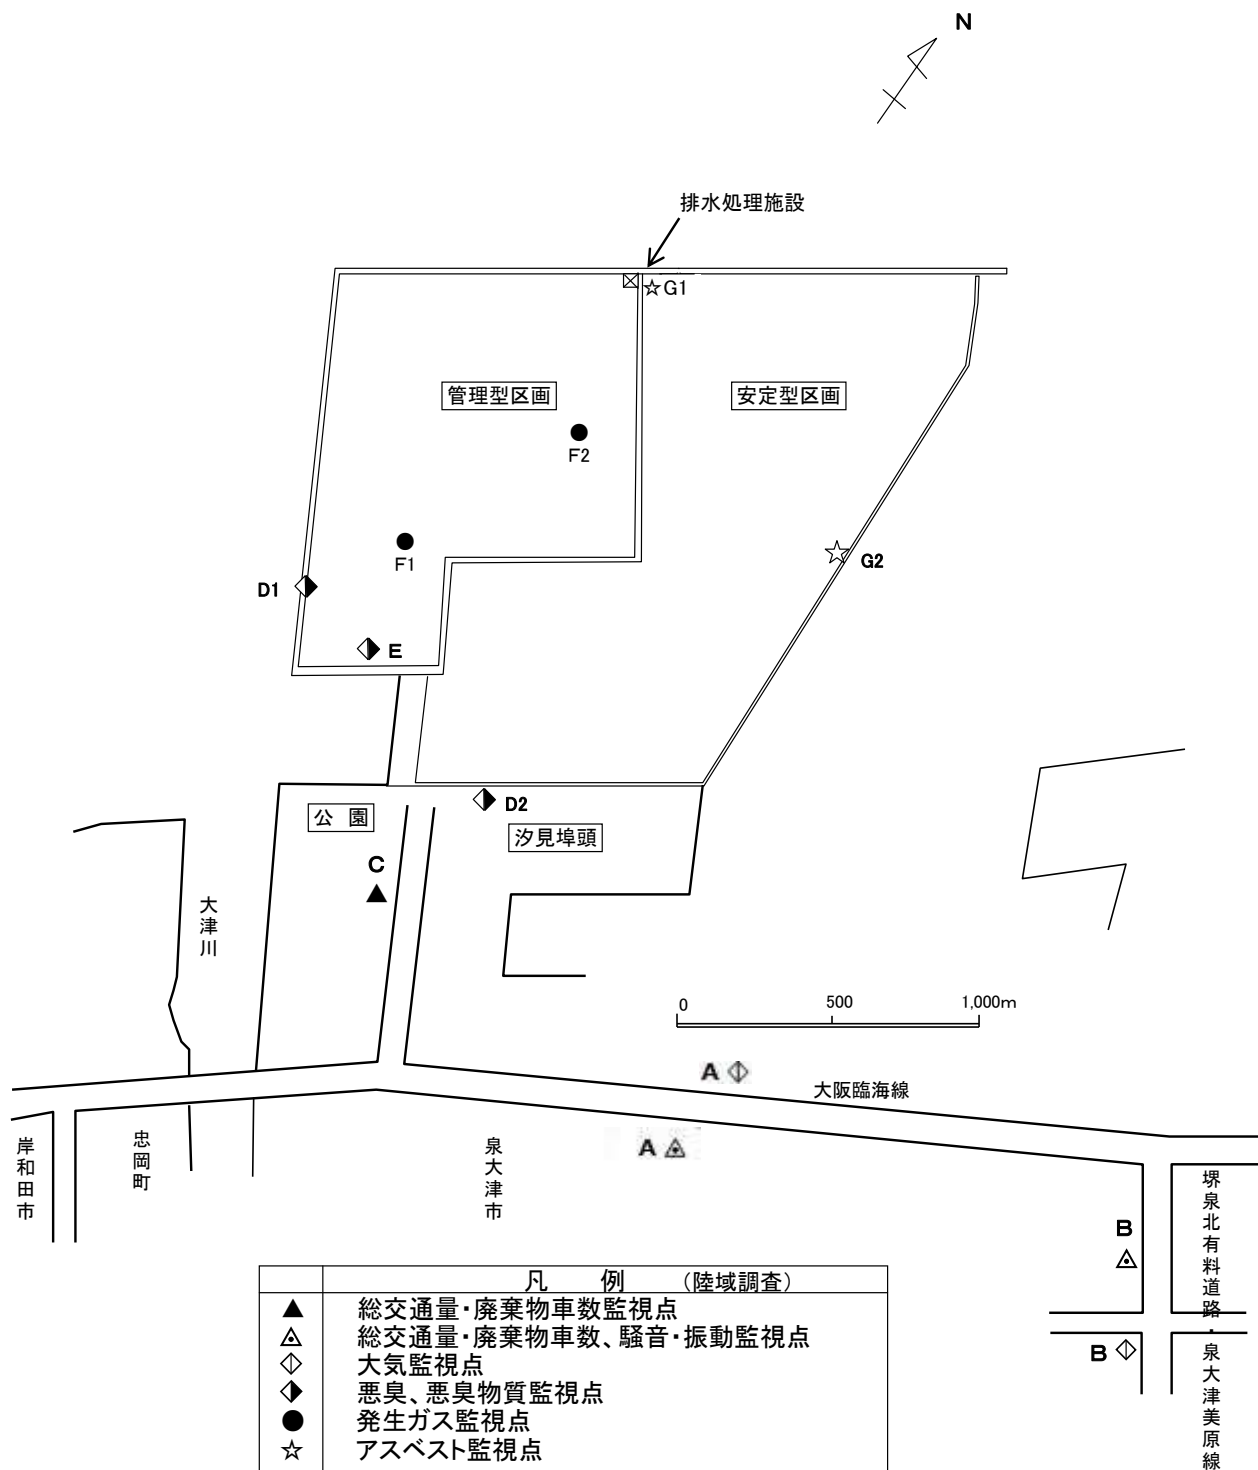 N
排水処理施設
☆G1
管理型区画
安定型区画
F2
F1
G2
D1
E
D2
公 園
汐見埠頭
C
大津川
0 500 1,000m
A
大阪臨海線
A
岸和田市
忠岡町
泉大津市
堺泉北有料道路・泉大津美原線
B
B
凡 例 (陸域調査)
▲ 総交通量・廃棄物車数監視点
総交通量・廃棄物車数、騒音・振動監視点
大気監視点
悪臭、悪臭物質監視点
● 発生ガス監視点
☆ アスベスト監視点